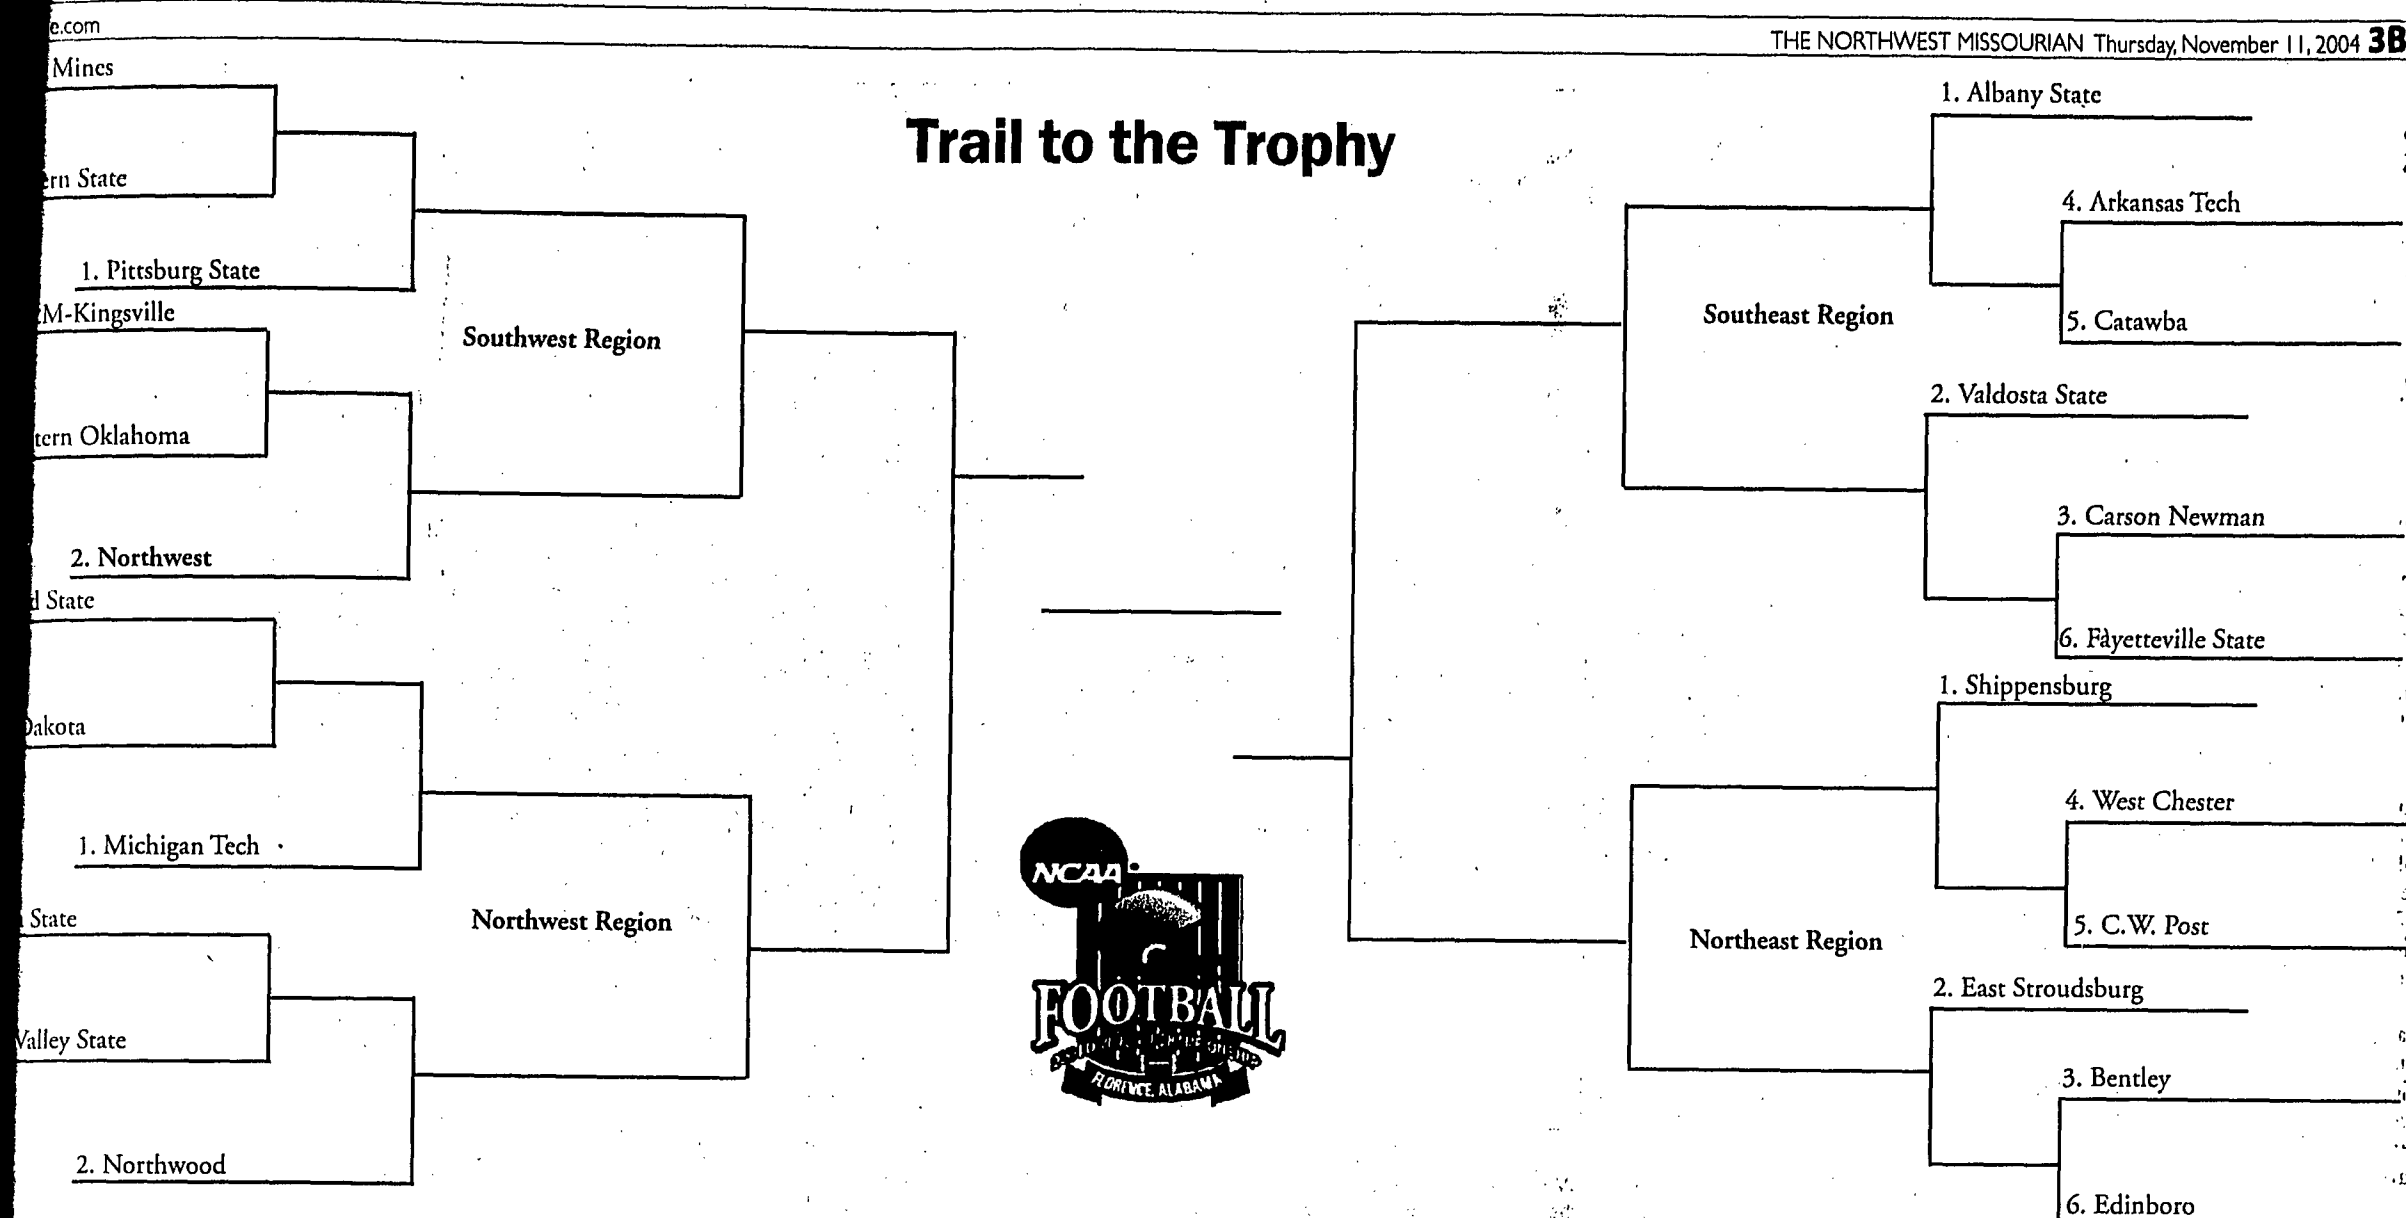 e.com
THE NORTHWEST MISSOURIAN Thursday, November 11, 2004 3B
Trail to the Trophy
Mines
ern State
1. Pittsburg State
M-Kingsville
Southwest Region
tern Oklahoma
2. Northwest
d State
Dakota
1. Michigan Tech
State
Northwest Region
Valley State
2. Northwood
NCAA
FOOTBALL
FLORENCE, ALABAMA
1. Albany State
4. Arkansas Tech
Southeast Region
5. Catawba
2. Valdosta State
3. Carson Newman
6. Fayetteville State
1. Shippensburg
4. West Chester
5. C.W. Post
Northeast Region
2. East Stroudsburg
3. Bentley
6. Edinboro